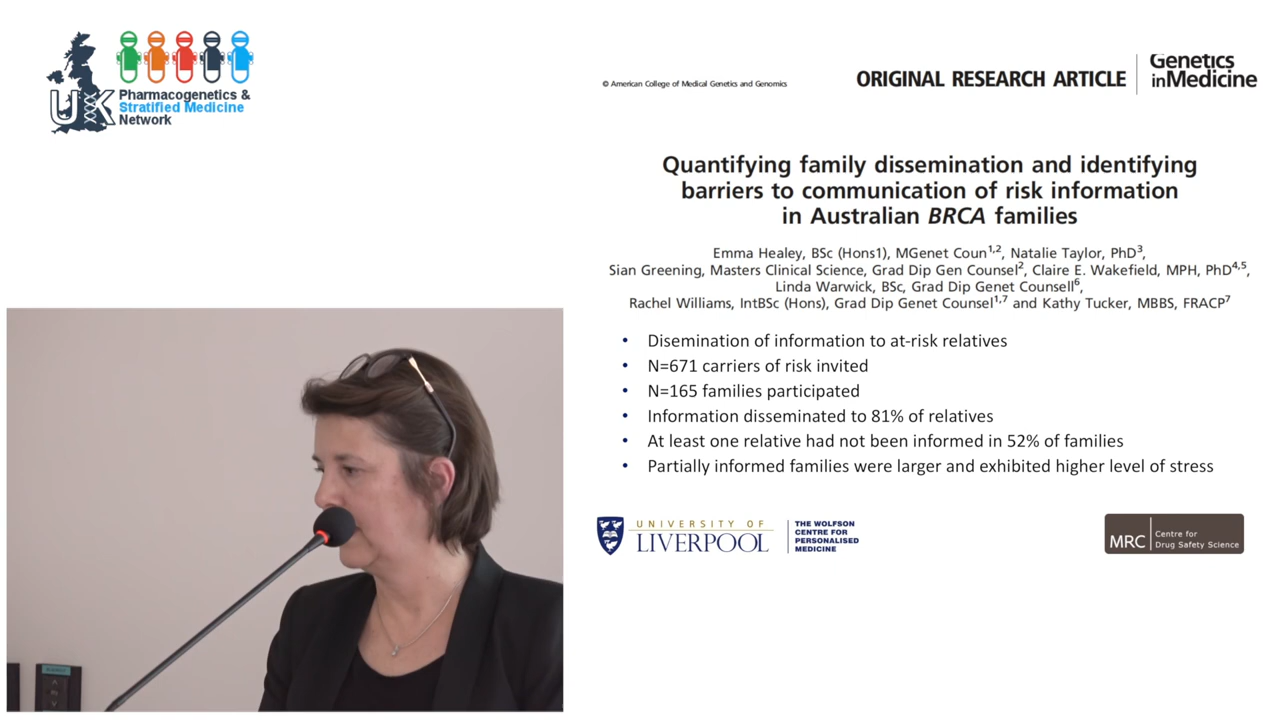 UK
Pharmacogenetics &
Stratified Medicine
Network
© American College of Medical Genetics and Genomics
ORIGINAL RESEARCH ARTICLE
Genetics
inMedicine
Quantifying family dissemination and identifying
barriers to communication of risk information
in Australian BRCA families
Emma Healey, BSc (Hons1), MGenet Coun1,2, Natalie Taylor, PhD3,
Sian Greening, Masters Clinical Science, Grad Dip Gen Counsel2, Claire E. Wakefield, MPH, PhD4,5,
Linda Warwick, BSc, Grad Dip Genet Counsell6,
Rachel Williams, IntBSc (Hons), Grad Dip Genet Counsel1,7 and Kathy Tucker, MBBS, FRACP7
• Disemination of information to at-risk relatives
• N=671 carriers of risk invited
• N=165 families participated
• Information disseminated to 81% of relatives
• At least one relative had not been informed in 52% of families
• Partially informed families were larger and exhibited higher level of stress
UNIVERSITY OF
LIVERPOOL
THE WOLFSON
CENTRE FOR
PERSONALISED
MEDICINE
MRC
Centre for
Drug Safety Science